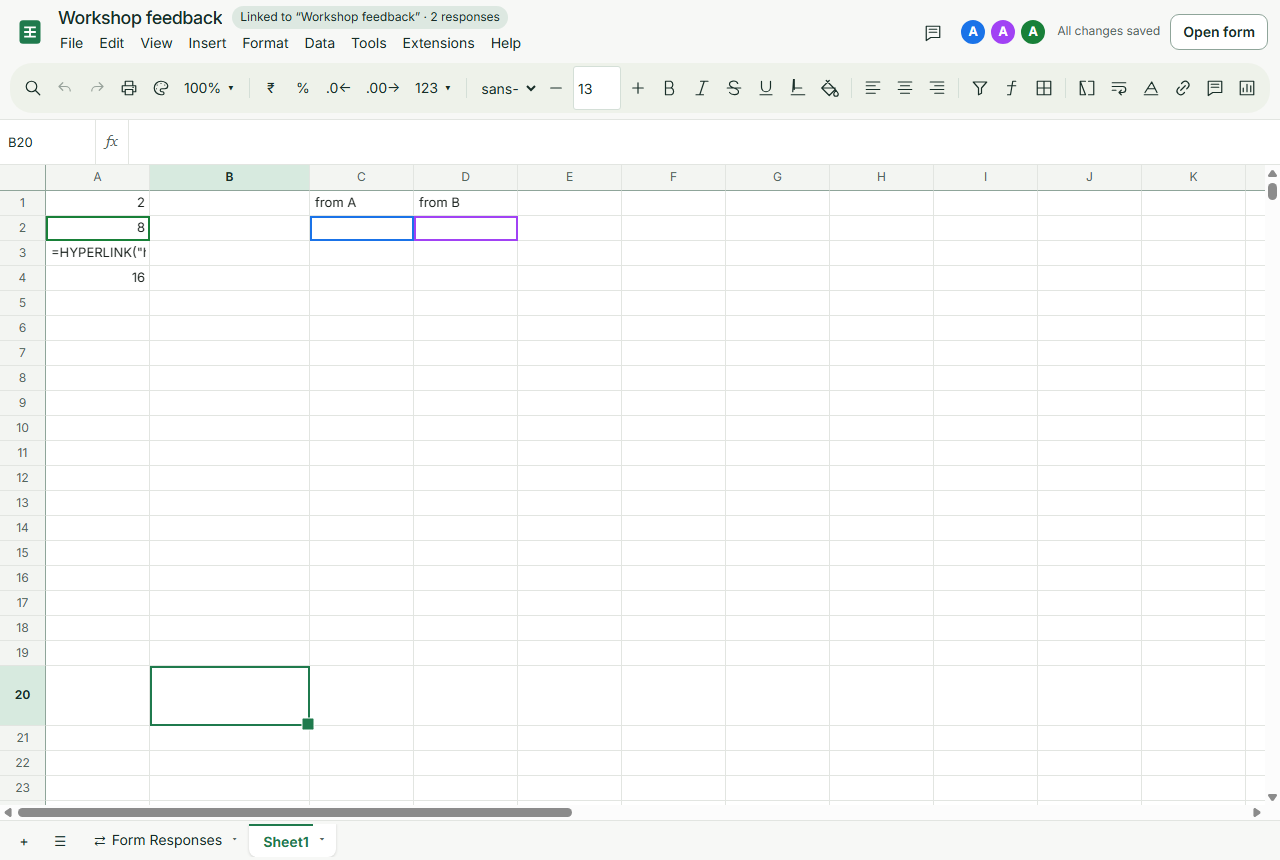 Workshop feedback
Linked to “Workshop feedback” · 2 responses
File Edit View Insert Format Data Tools Extensions Help
A A A
All changes saved
Open form
100% ▾ ₹ % .0← .00→ 123 ▾ sans- 13 B I S U
B20 fx
A B C D E F G H I J K
1 2 from A from B
2 8
3 =HYPERLINK("h
4 16
5
6
7
8
9
10
11
12
13
14
15
16
17
18
19
20
21
22
23
+ ☰ ⇄ Form Responses Sheet1